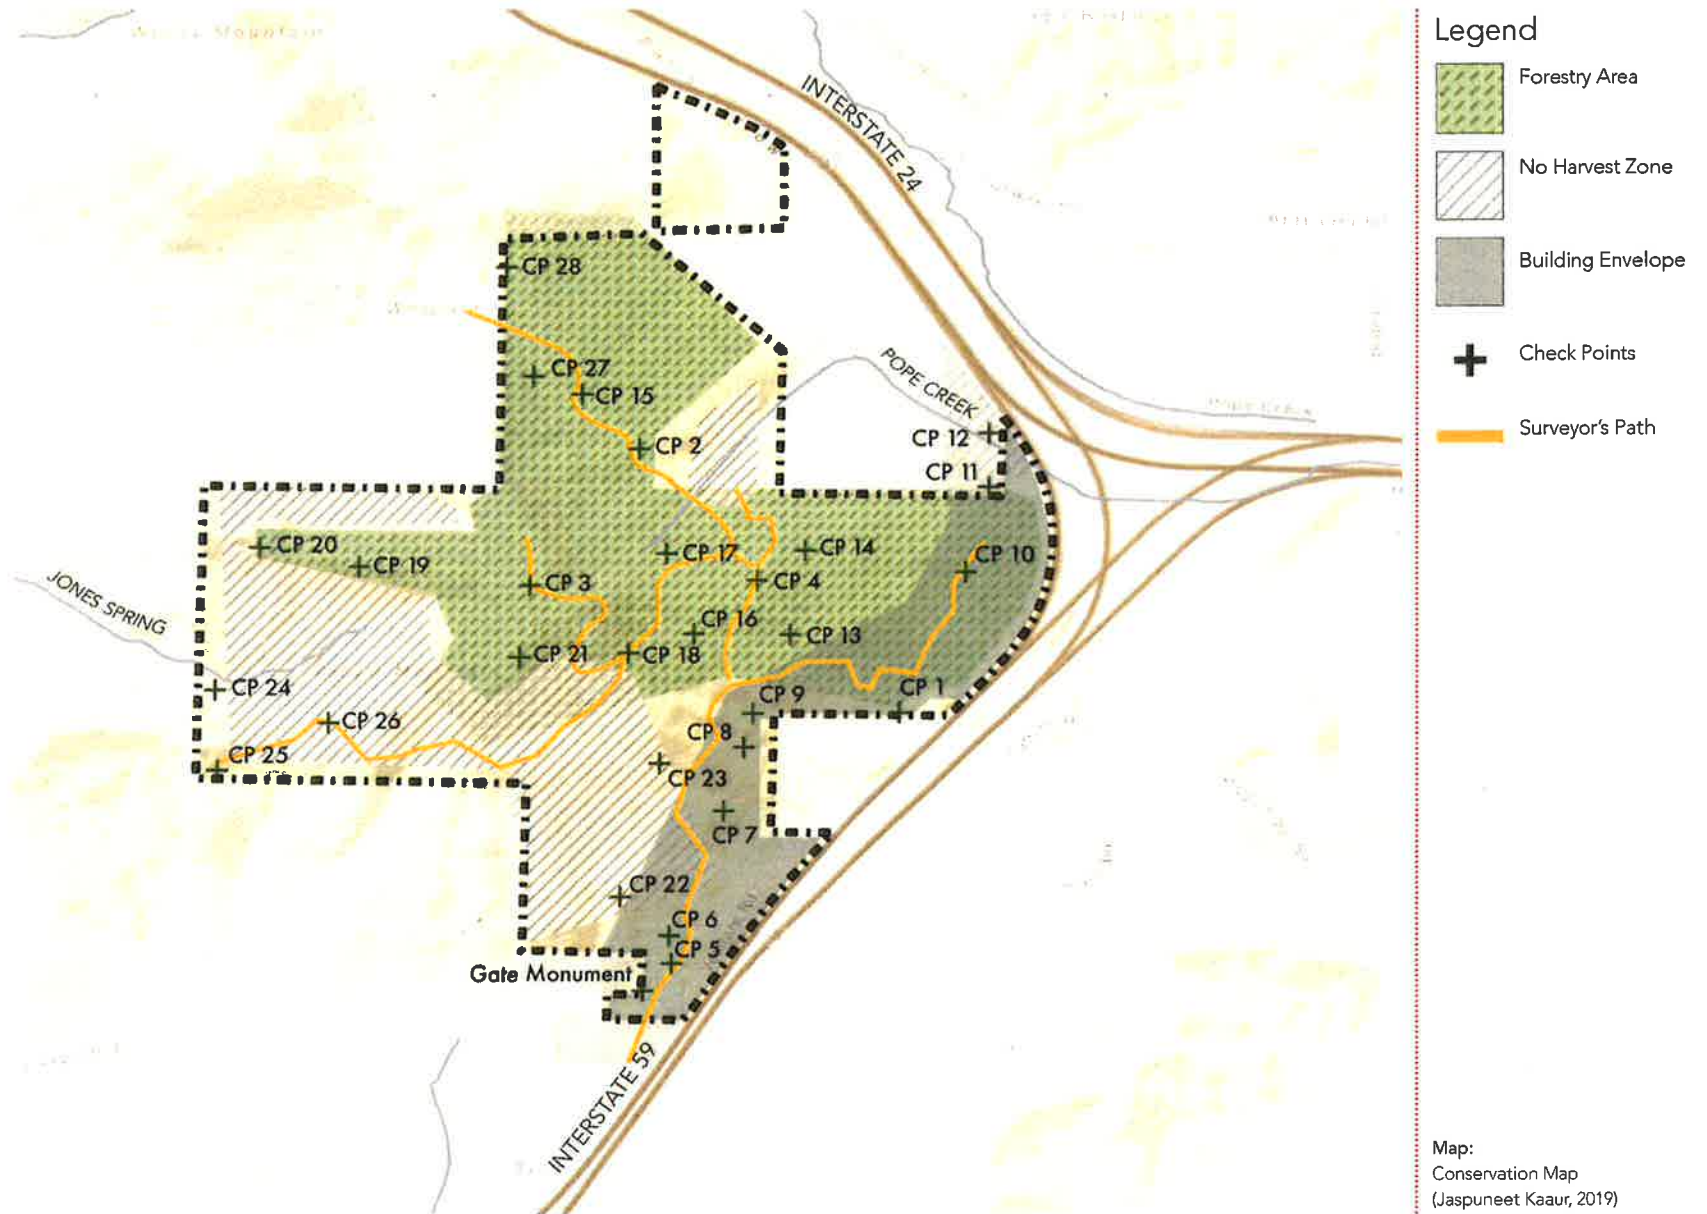 Legend
Forestry Area
No Harvest Zone
Building Envelope
Check Points
Surveyor's Path
INTERSTATE 24
CP 28
CP 27
CP 15
POPE CREEK
CP 12
CP 2
CP 11
CP 20
CP 19
CP 17
CP 14
CP 10
CP 3
CP 4
JONES SPRING
CP 16
CP 13
CP 21
CP 18
CP 24
CP 1
CP 9
CP 26
CP 8
CP 25
CP 23
CP 7
CP 22
CP 6
CP 5
Gate Monument
INTERSTATE 59
Map:
Conservation Map
(Jaspuneet Kaaur, 2019)